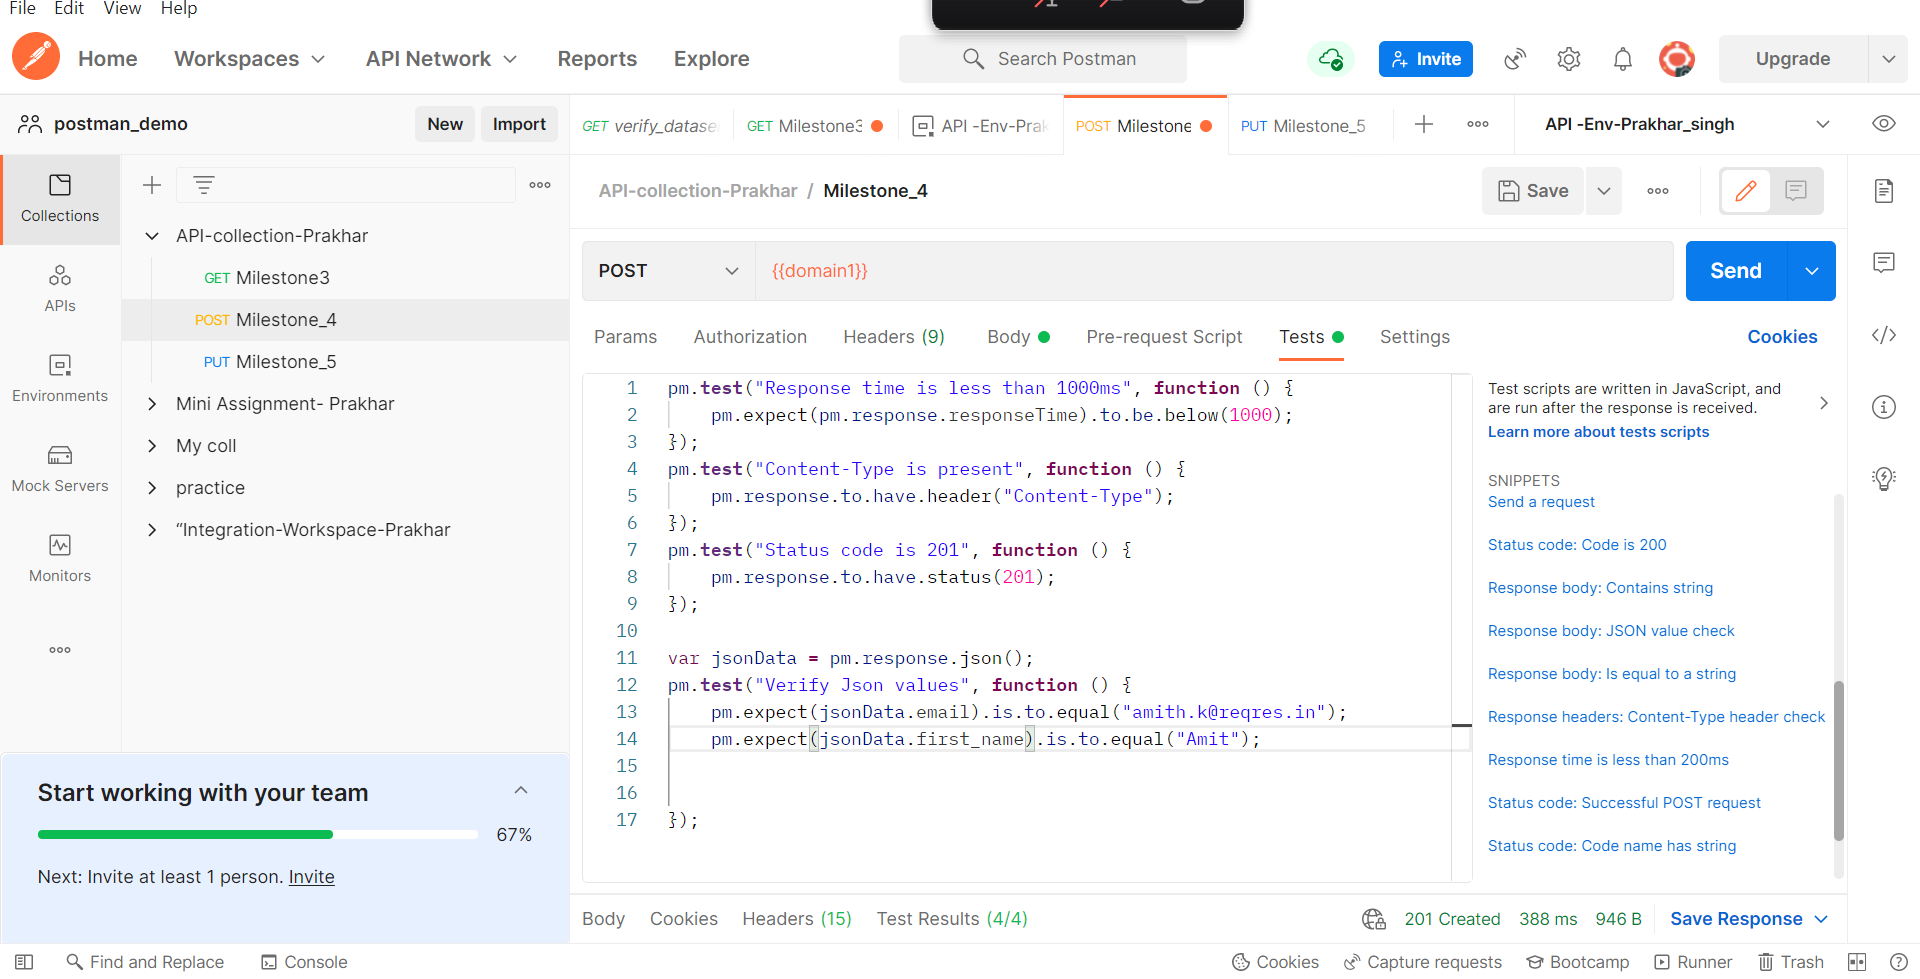 File Edit View Help
Home Workspaces API Network Reports Explore Search Postman Invite Upgrade
postman_demo New Import GET verify_datase GET Milestone3 API -Env-Prak POST Milestone PUT Milestone_5 API -Env-Prakhar_singh
Collections
APIs
Environments
Mock Servers
Monitors
API-collection-Prakhar
GET Milestone3
POST Milestone_4
PUT Milestone_5
Mini Assignment- Prakhar
My coll
practice
“Integration-Workspace-Prakhar
Start working with your team
67%
Next: Invite at least 1 person. Invite
API-collection-Prakhar / Milestone_4 Save
POST {{domain1}} Send
Params Authorization Headers (9) Body Pre-request Script Tests Settings Cookies
1 pm.test("Response time is less than 1000ms", function () {
2 pm.expect(pm.response.responseTime).to.be.below(1000);
3 });
4 pm.test("Content-Type is present", function () {
5 pm.response.to.have.header("Content-Type");
6 });
7 pm.test("Status code is 201", function () {
8 pm.response.to.have.status(201);
9 });
10
11 var jsonData = pm.response.json();
12 pm.test("Verify Json values", function () {
13 pm.expect(jsonData.email).is.to.equal("amith.k@reqres.in");
14 pm.expect(jsonData.first_name).is.to.equal("Amit");
15
16
17 });
Test scripts are written in JavaScript, and
are run after the response is received.
Learn more about tests scripts
SNIPPETS
Send a request
Status code: Code is 200
Response body: Contains string
Response body: JSON value check
Response body: Is equal to a string
Response headers: Content-Type header check
Response time is less than 200ms
Status code: Successful POST request
Status code: Code name has string
Body Cookies Headers (15) Test Results (4/4) 201 Created 388 ms 946 B Save Response
Find and Replace Console Cookies Capture requests Bootcamp Runner Trash